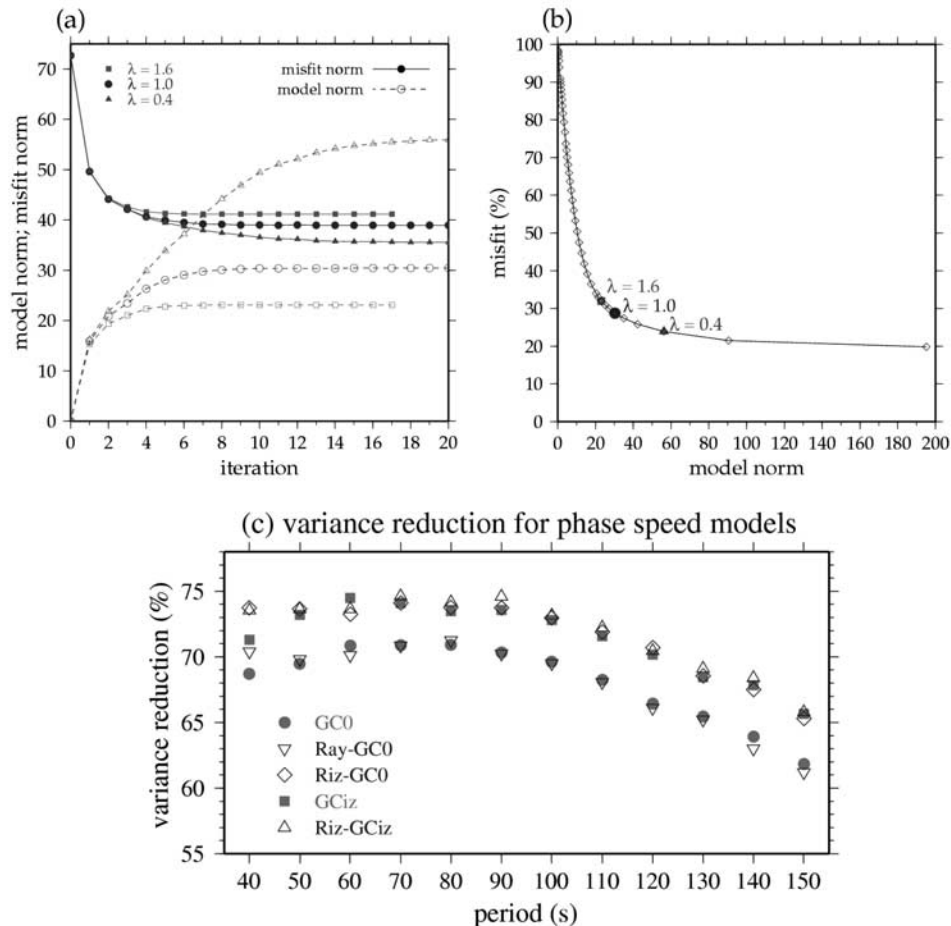 (a)
70
60
50
40
30
20
10
0
model norm; misfit norm
λ = 1.6
λ = 1.0
λ = 0.4
misfit norm
model norm
0 2 4 6 8 10 12 14 16 18 20
iteration
(b)
100
90
80
70
60
50
40
30
20
10
0
misfit (%)
λ = 1.6
λ = 1.0
λ = 0.4
0 20 40 60 80 100 120 140 160 180 200
model norm
(c) variance reduction for phase speed models
75
70
65
60
55
variance reduction (%)
GC0
Ray-GC0
Riz-GC0
GCiz
Riz-GCiz
40 50 60 70 80 90 100 110 120 130 140 150
period (s)